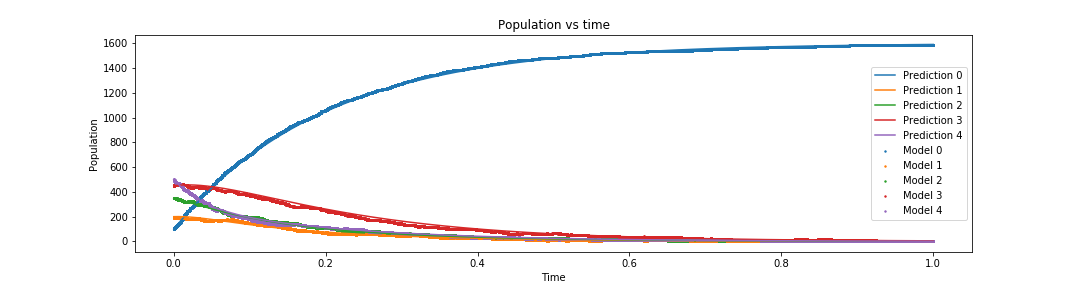 Population vs time
1600
1400
1200
1000
800
600
400
200
0
Population
0.0 0.2 0.4 0.6 0.8 1.0
Time
Prediction 0
Prediction 1
Prediction 2
Prediction 3
Prediction 4
Model 0
Model 1
Model 2
Model 3
Model 4